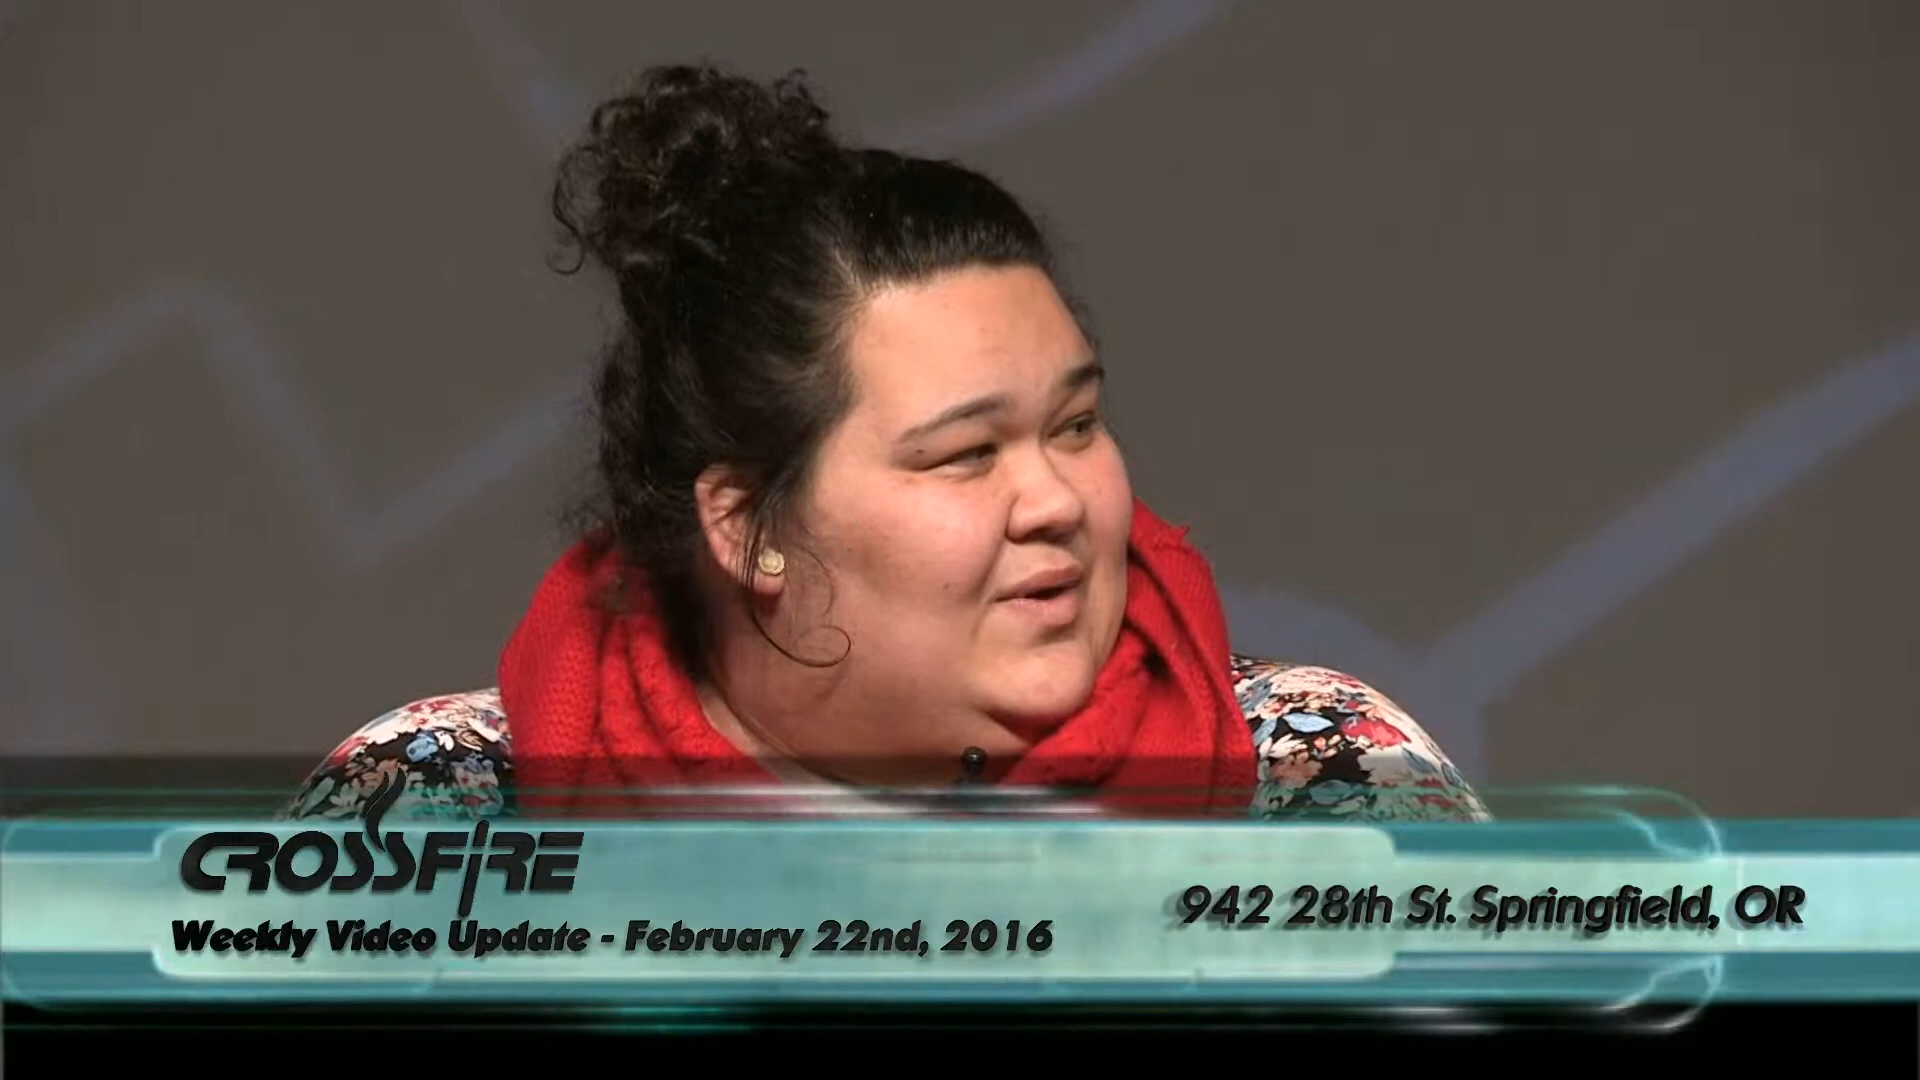 CROSSFIRE
Weekly Video Update - February 22nd, 2016
942 28th St. Springfield, OR